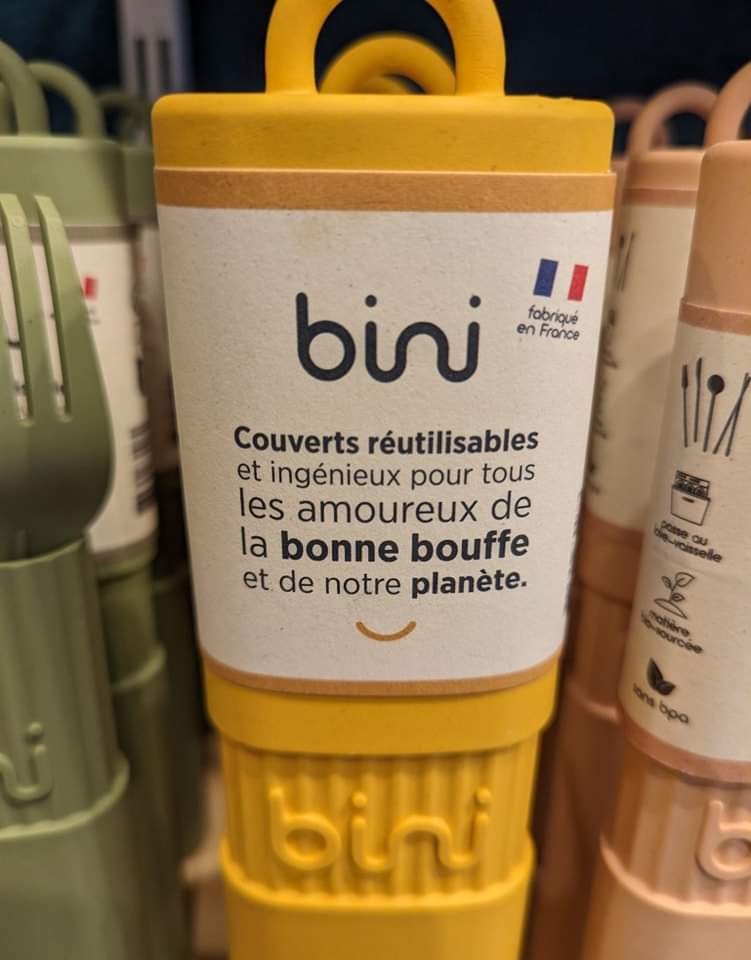 bini
fabriqué
en France
Couverts réutilisables
et ingénieux pour tous
les amoureux de
la bonne bouffe
et de notre planète.
bini
passe au
lave-vaisselle
matière
bio-sourcée
sans bpa
b
ni